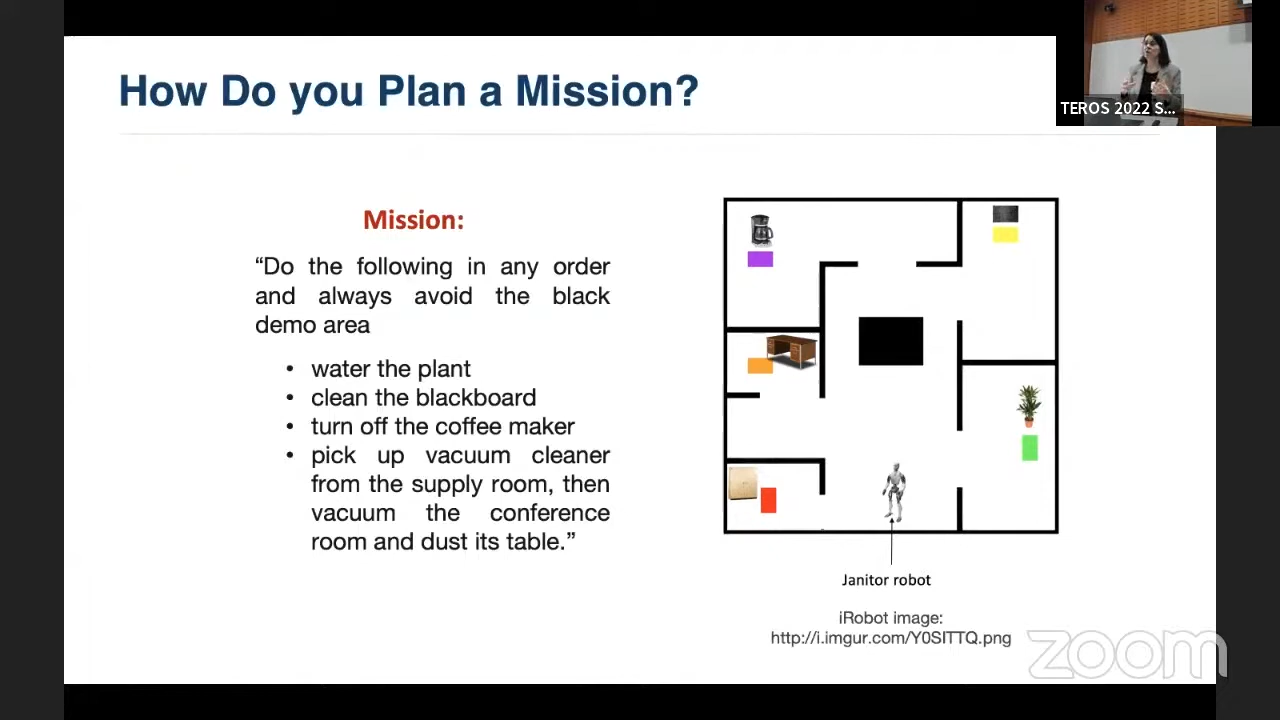 How Do you Plan a Mission?
TEROS 2022 S...
Mission:
“Do the following in any order
and always avoid the black
demo area
• water the plant
• clean the blackboard
• turn off the coffee maker
• pick up vacuum cleaner
from the supply room, then
vacuum the conference
room and dust its table.”
Janitor robot
iRobot image:
http://i.imgur.com/Y0SITTQ.png
zoom